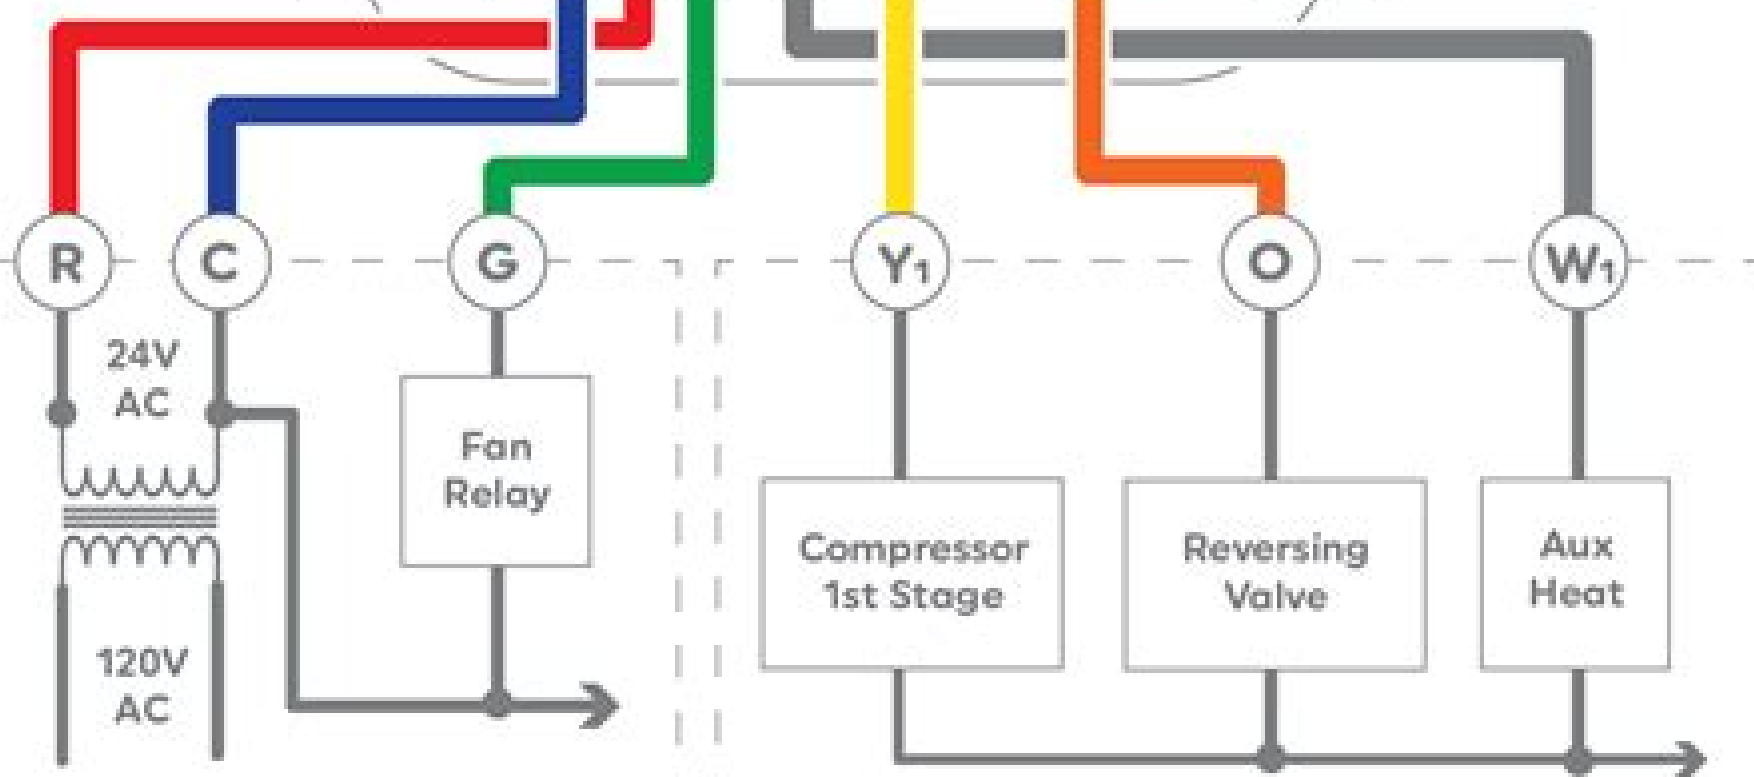 R
C
G
Y1
O
W1
24V
AC
Fan
Relay
Compressor
1st Stage
Reversing
Valve
Aux
Heat
120V
AC